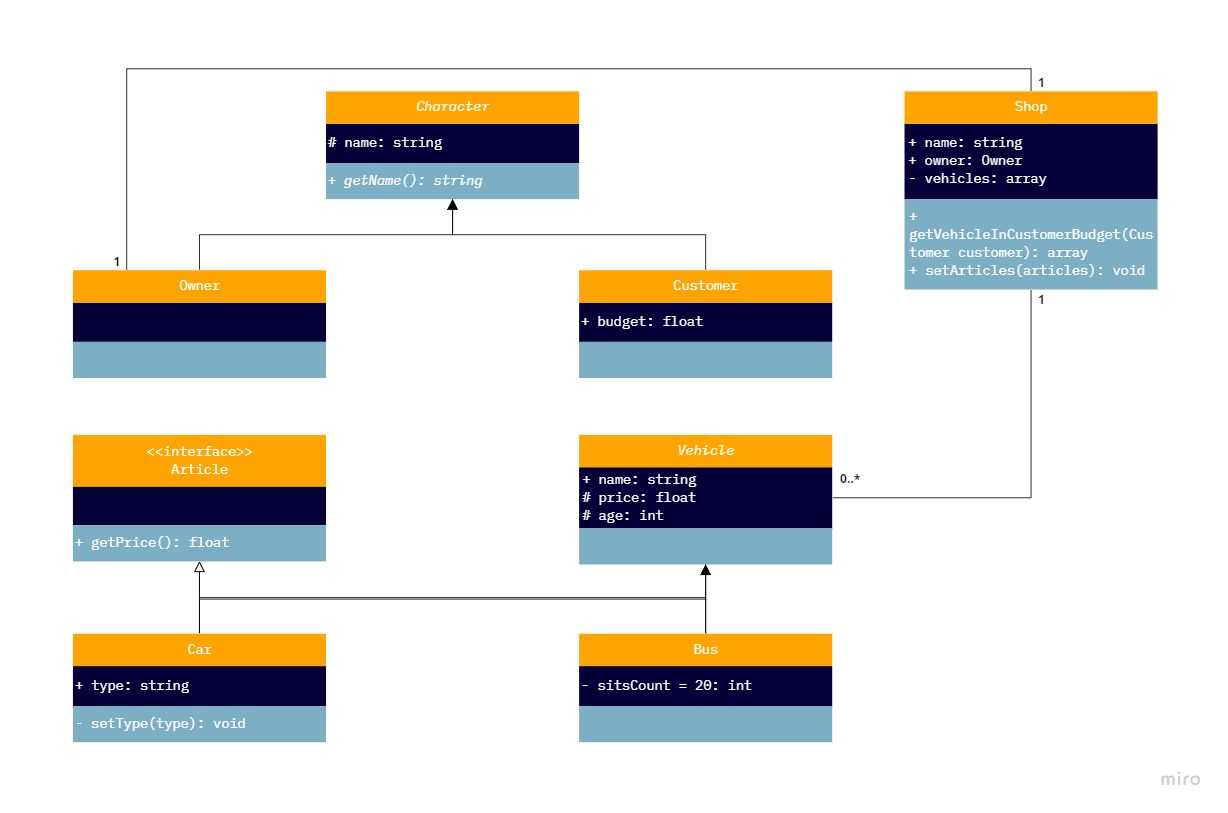 1
Character
# name: string
+ getName(): string
Shop
+ name: string
+ owner: Owner
- vehicles: array
+
getVehicleInCustomerBudget(Cus
tomer customer): array
+ setArticles(articles): void
1
Owner
Customer
+ budget: float
1
<<interface>>
Article
+ getPrice(): float
Vehicle
+ name: string
# price: float
# age: int
0..*
Car
+ type: string
- setType(type): void
Bus
- sitsCount = 20: int
miro